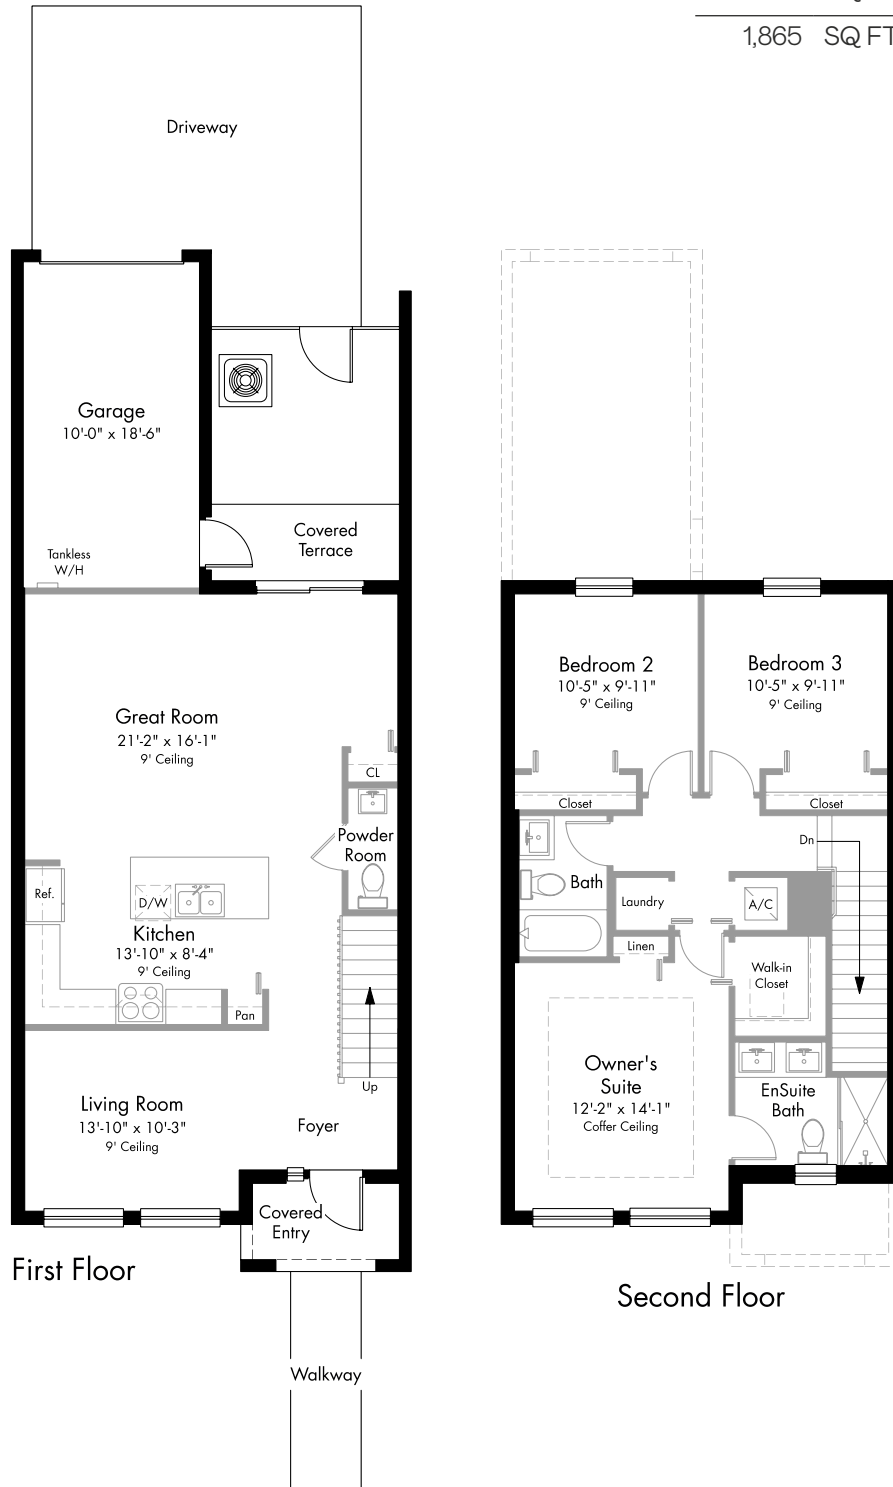 1,865 SQ FT
Driveway
Garage
10'-0" x 18'-6"
Tankless
W/H
Covered
Terrace
Great Room
21'-2" x 16'-1"
9' Ceiling
CL
Powder
Room
Ref.
D/W
Kitchen
13'-10" x 8'-4"
9' Ceiling
Pan
Up
Living Room
13'-10" x 10'-3"
9' Ceiling
Foyer
Covered
Entry
First Floor
Walkway
Bedroom 2
10'-5" x 9'-11"
9' Ceiling
Bedroom 3
10'-5" x 9'-11"
9' Ceiling
Closet
Closet
Dn
Bath
Laundry
A/C
Linen
Walk-in
Closet
Owner's
Suite
12'-2" x 14'-1"
Coffer Ceiling
EnSuite
Bath
Second Floor